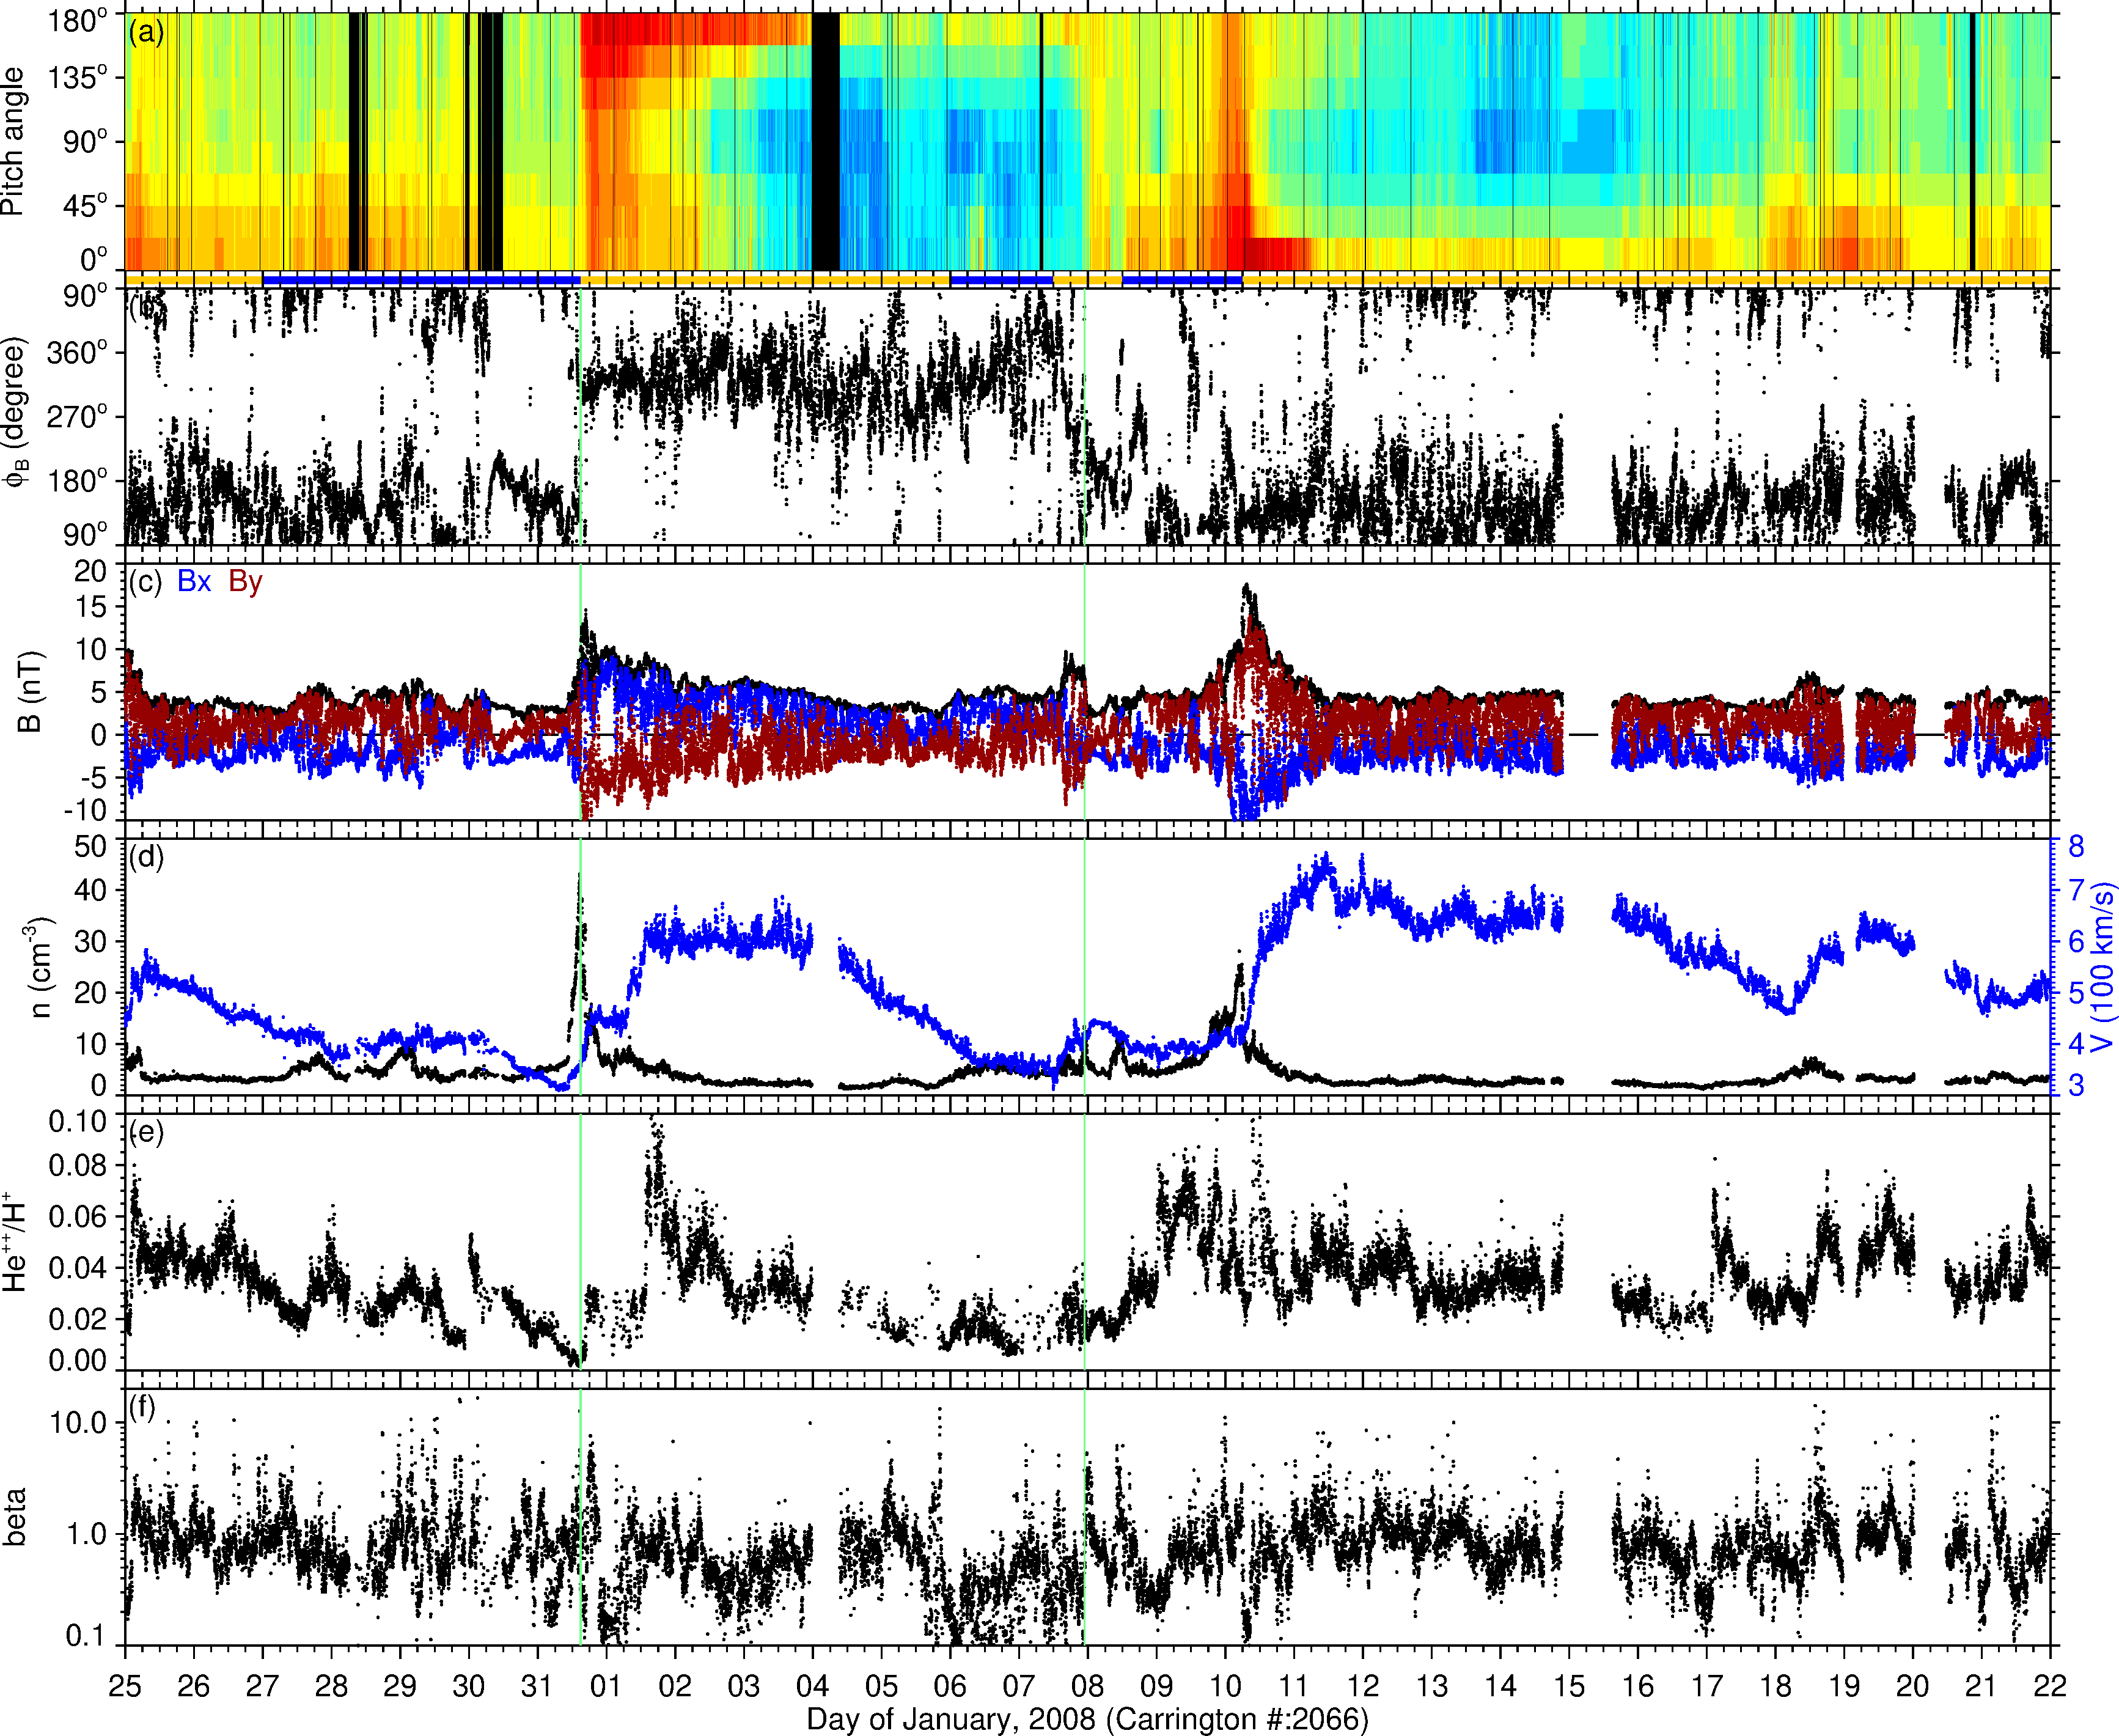 (a)
180°
135°
90°
45°
0°
Pitch angle
90°
360°
270°
180°
90°
ϕB (degree)
(c) Bx By
20
15
10
5
0
-5
-10
B (nT)
(d)
50
40
30
20
10
0
n (cm-3)
8
7
6
5
4
3
V (100 km/s)
(e)
0.10
0.08
0.06
0.04
0.02
0.00
He++/H+
(f)
10.0
1.0
0.1
beta
25 26 27 28 29 30 31 01 02 03 04 05 06 07 08 09 10 11 12 13 14 15 16 17 18 19 20 21 22
Day of January, 2008 (Carrington #:2066)